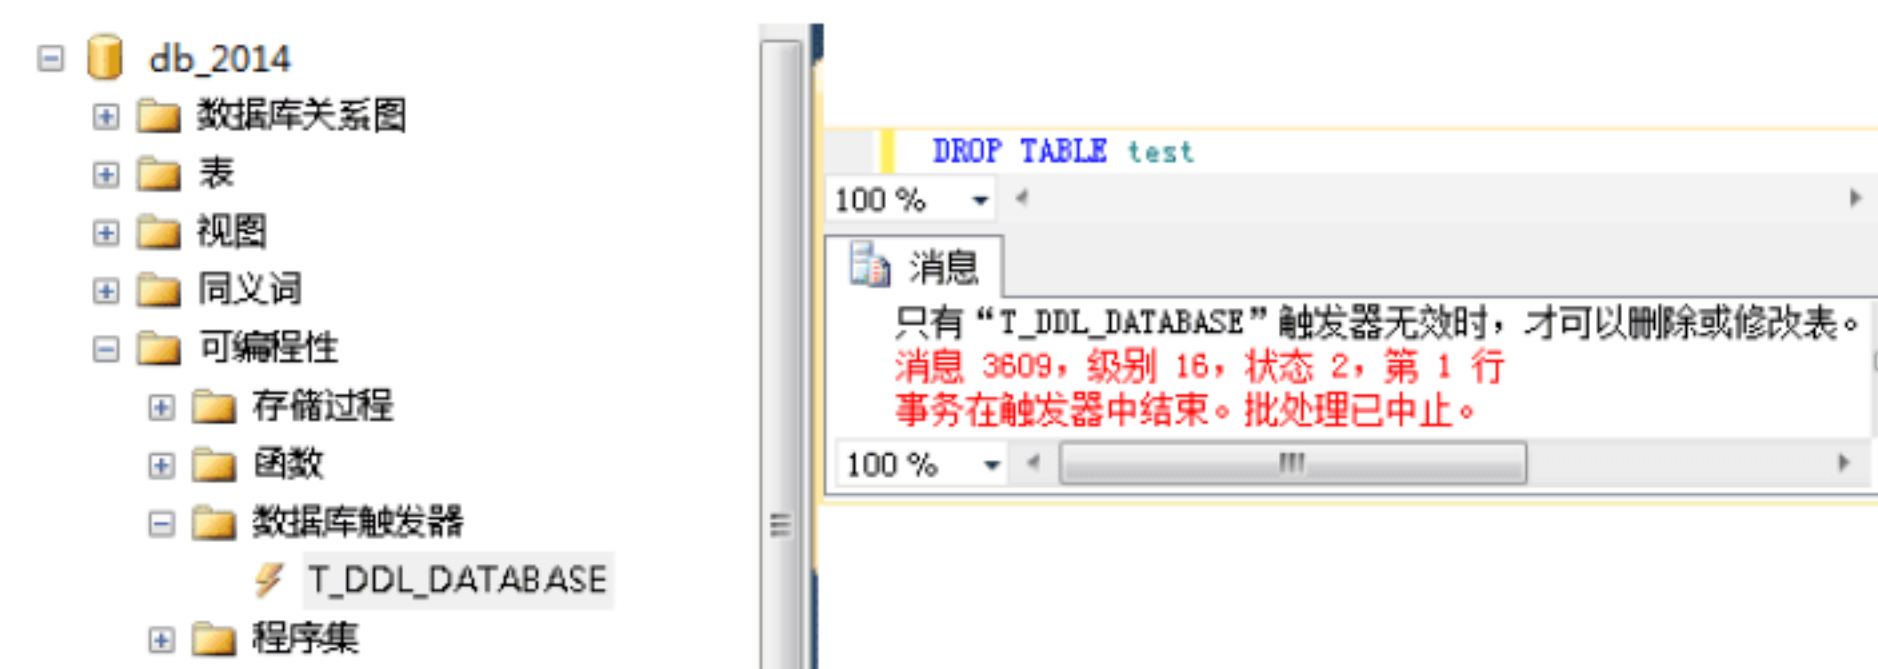 db_2014
数据库关系图
表
视图
同义词
可编程性
存储过程
函数
数据库触发器
T_DDL_DATABASE
程序集
DROP TABLE test
100 %
消息
只有“T_DDL_DATABASE”触发器无效时，才可以删除或修改表。
消息 3609，级别 16，状态 2，第 1 行
事务在触发器中结束。批处理已中止。
100 %